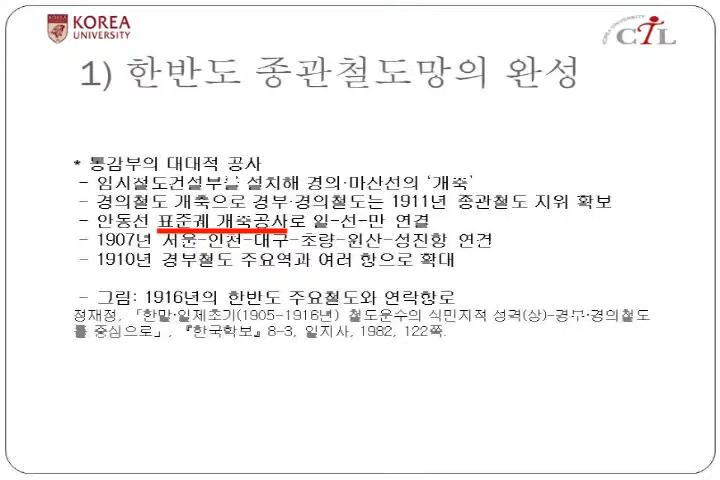 KOREA
UNIVERSITY
KOREA UNIVERSITY
CTL
1) 한반도 종관철도망의 완성
* 통감부의 대대적 공사
- 임시철도건설부를 설치해 경의·마산선의 ‘개축’
- 경의철도 개축으로 경부·경의철도는 1911년 종관철도 지위 확보
- 안동선 표준궤 개축공사로 일-선-만 연결
- 1907년 서울-인천-대구-초량-원산-성진항 연견
- 1910년 경부철도 주요역과 여러 항으로 확대
- 그림: 1916년의 한반도 주요철도와 연락항로
정재정, 「한말·일제초기(1905-1916년) 철도운수의 식민지적 성격(상)-경부·경의철도
를 중심으로」, 『한국학보』8-3, 일지사, 1982, 122쪽.